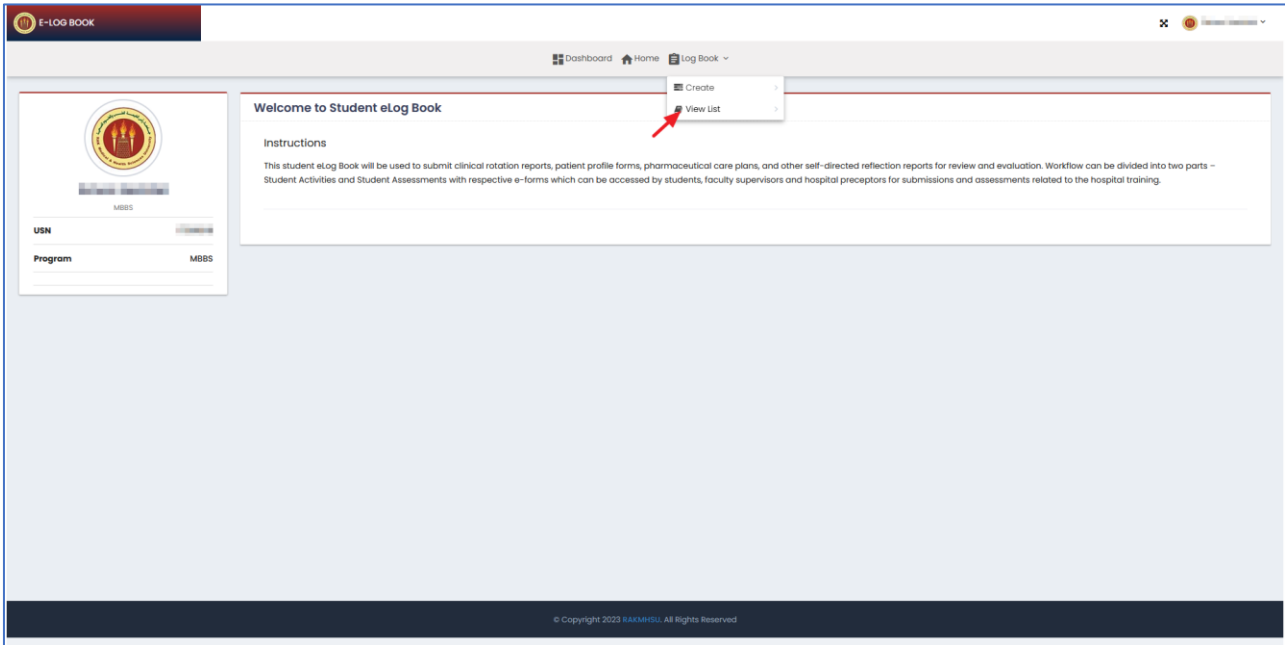 E-LOG BOOK
Dashboard Home Log Book
Create
View List
MBBS
USN
Program MBBS
Welcome to Student eLog Book
Instructions
This student eLog Book will be used to submit clinical rotation reports, patient profile forms, pharmaceutical care plans, and other self-directed reflection reports for review and evaluation. Workflow can be divided into two parts –
Student Activities and Student Assessments with respective e-forms which can be accessed by students, faculty supervisors and hospital preceptors for submissions and assessments related to the hospital training.
© Copyright 2023 RAKMHSU. All Rights Reserved